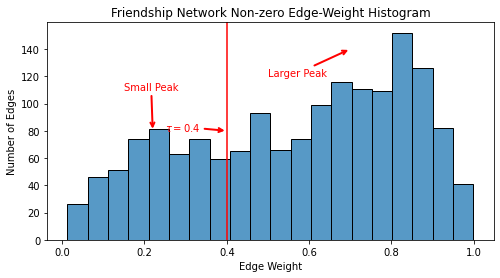 Friendship Network Non-zero Edge-Weight Histogram
Number of Edges
140
120
100
80
60
40
20
0
Larger Peak
Small Peak
τ = 0.4
0.0 0.2 0.4 0.6 0.8 1.0
Edge Weight